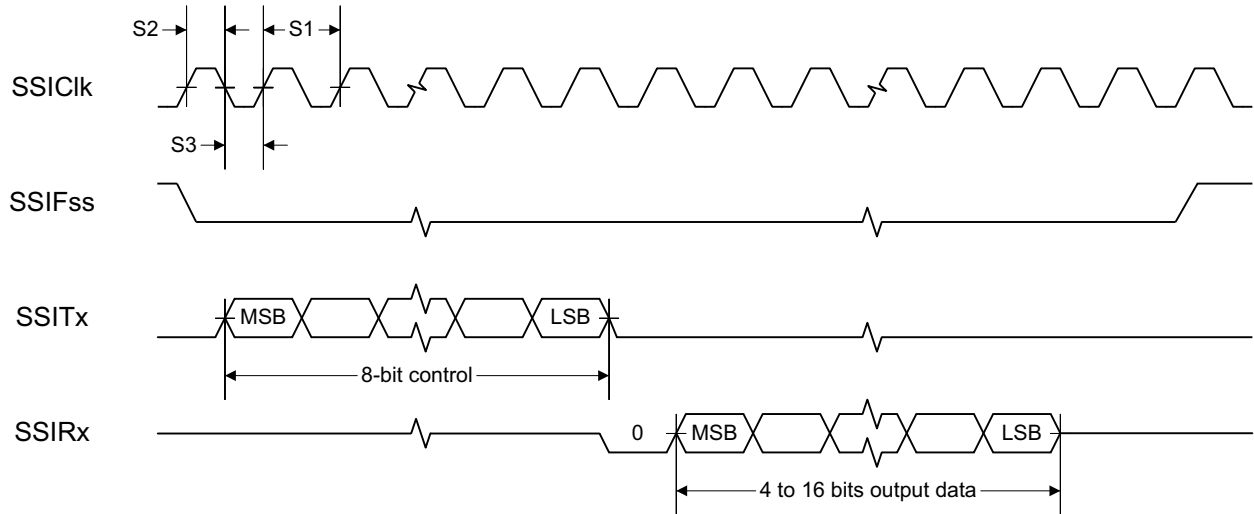 S2
S1
SSIClk
S3
SSIFss
SSITx
MSB
LSB
8-bit control
SSIRx
0
MSB
LSB
4 to 16 bits output data